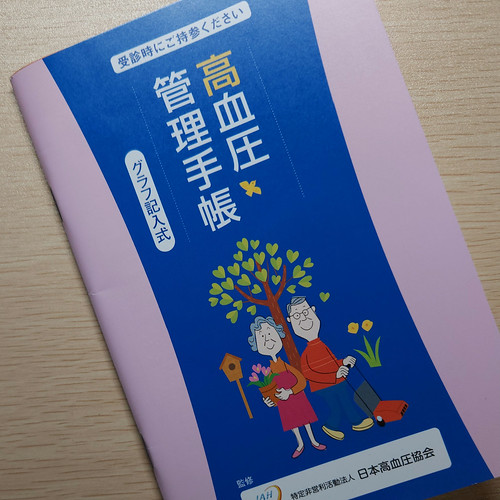 受診時にご持参ください
高血圧
管理手帳
グラフ記入式
監修
JAH
特定非営利活動法人 日本高血圧協会